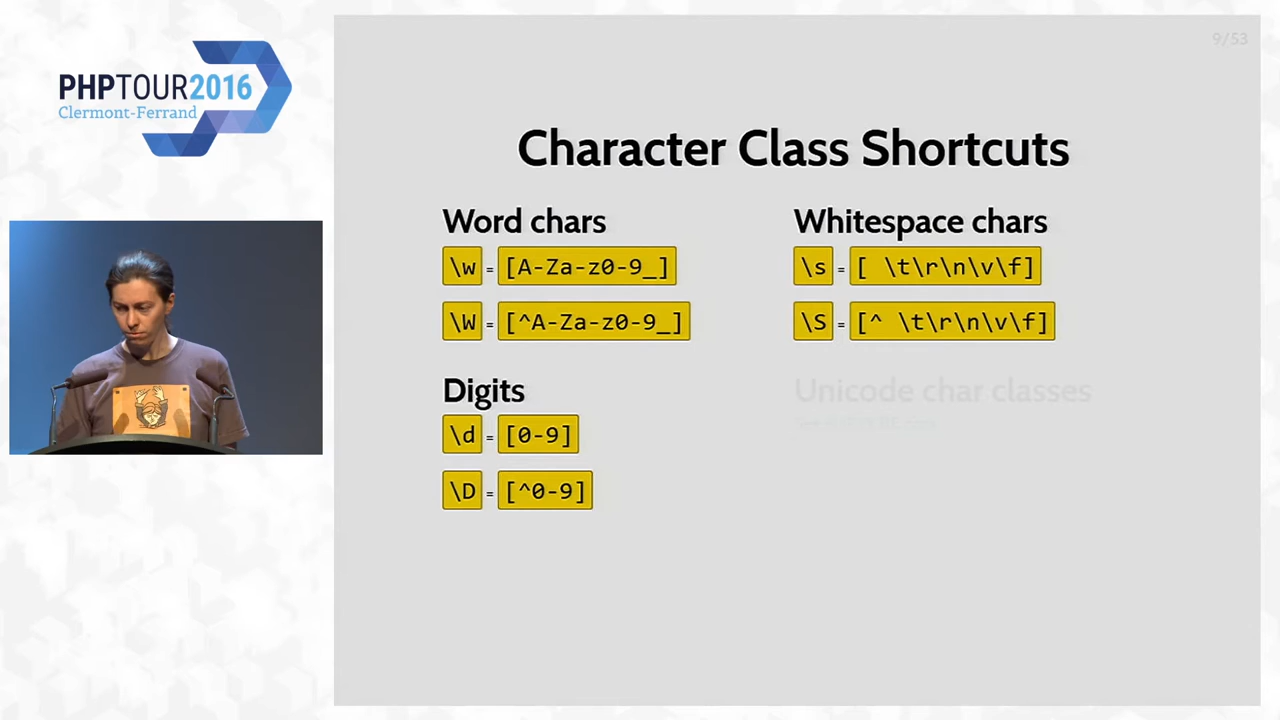 9/53
PHPTOUR2016
Clermont-Ferrand
Character Class Shortcuts
Word chars
\w = [A-Za-z0-9_]
\W = [^A-Za-z0-9_]
Digits
\d = [0-9]
\D = [^0-9]
Whitespace chars
\s = [ \t\r\n\v\f]
\S = [^ \t\r\n\v\f]
Unicode char classes